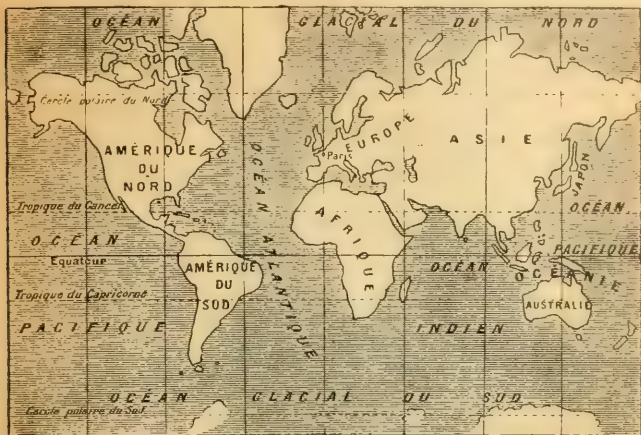 OCÉAN GLACIAL DU NORD
Cercle polaire du Nord
AMÉRIQUE
DU
NORD
EUROPE
Paris
ASIE
JAPON
OCÉAN ATLANTIQUE
AFRIQUE
Tropique du Cancer
OCÉAN
PACIFIQUE
OCÉAN
PACIFIQUE
Equateur
AMÉRIQUE
DU
SUD
OCÉAN
INDIEN
OCÉANIE
Tropique du Capricorne
AUSTRALIE
OCÉAN GLACIAL DU SUD
Cercle polaire du Sud